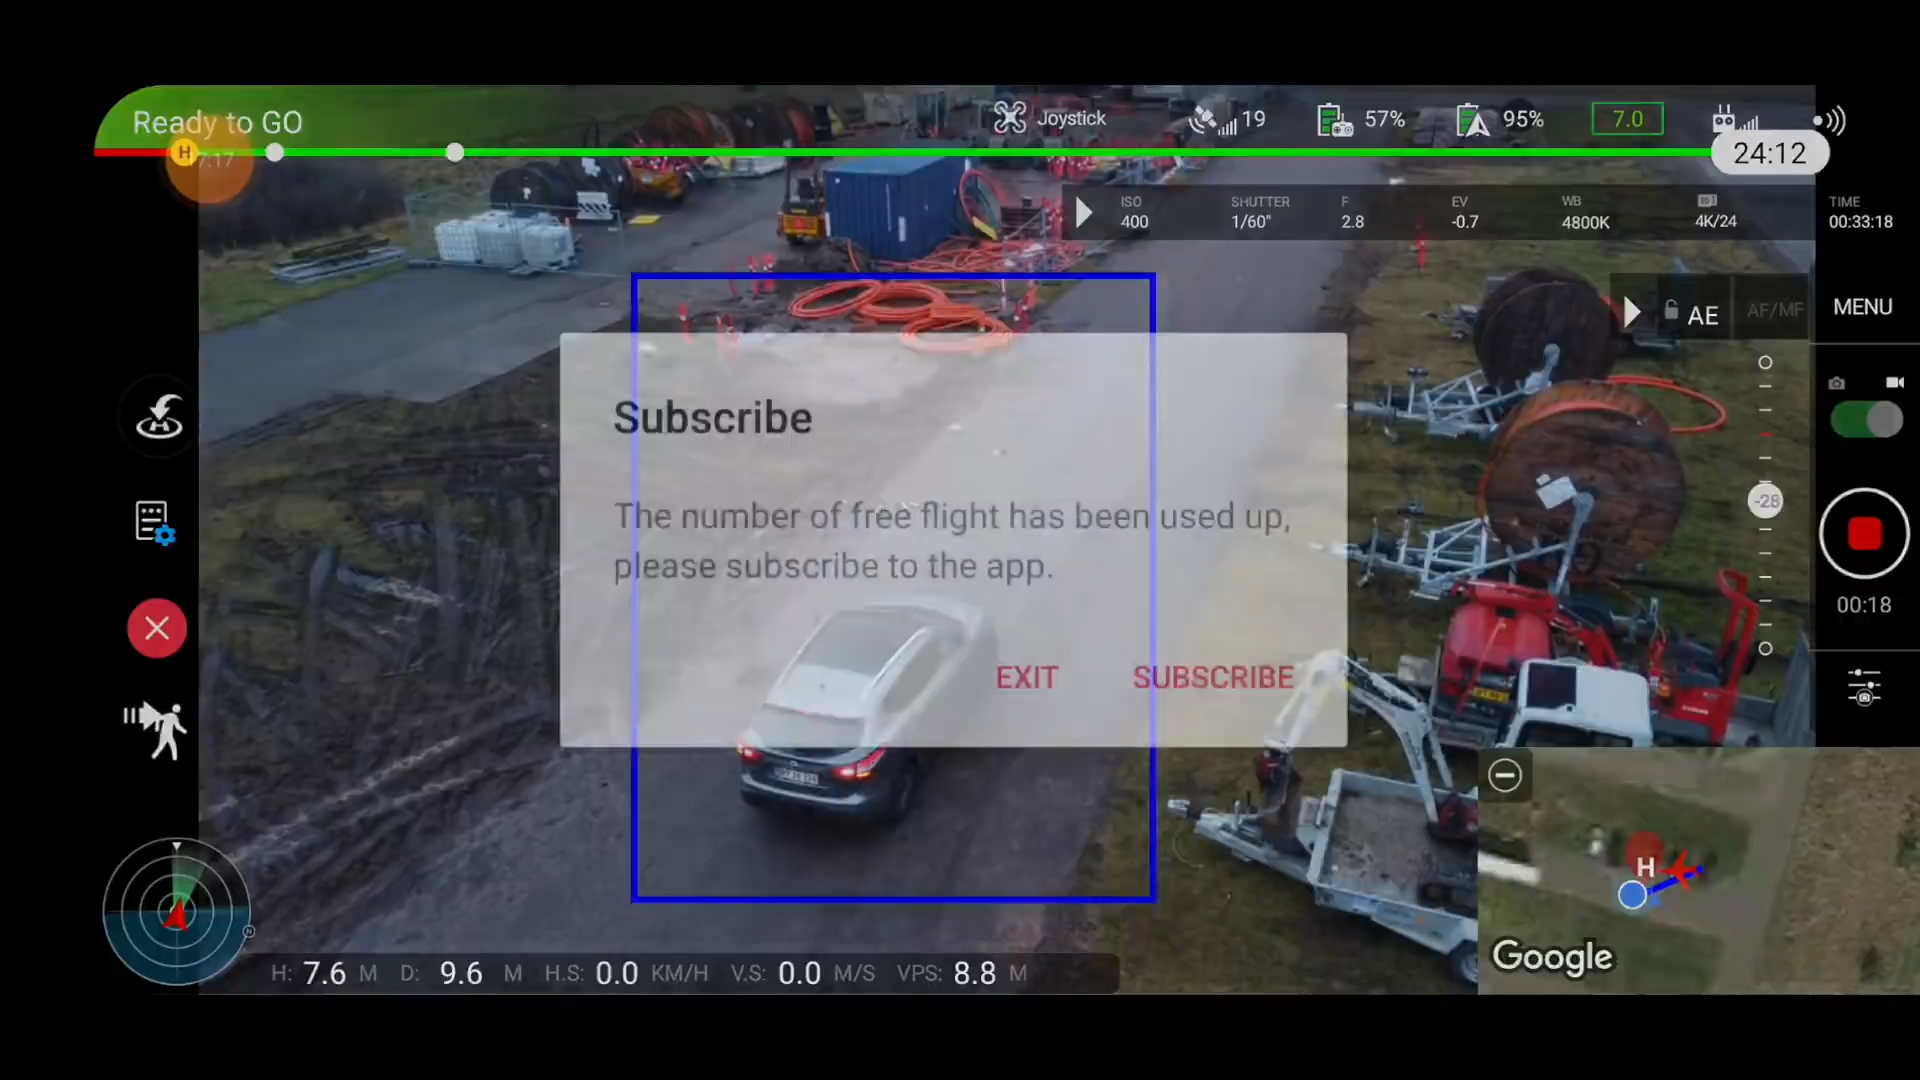 Ready to GO
Joystick
19
57%
95%
7.0
7:17
H
24:12
ISO
400
SHUTTER
1/60"
F
2.8
EV
-0.7
WB
4800K
4K/24
TIME
00:33:18
AE
AF/MF
MENU
-28
00:18
Subscribe
The number of free flight has been used up,
please subscribe to the app.
EXIT
SUBSCRIBE
H
Google
N
H: 7.6 M D: 9.6 M H.S: 0.0 KM/H V.S: 0.0 M/S VPS: 8.8 M